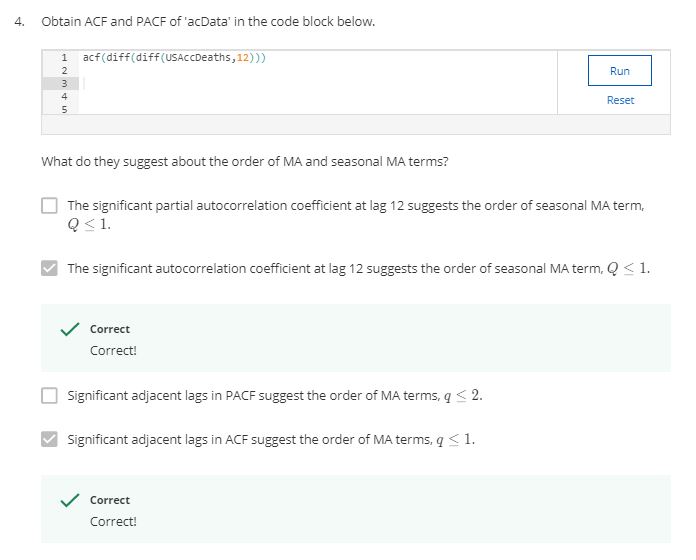 4. Obtain ACF and PACF of 'acData' in the code block below.
1 acf(diff(diff(USAccDeaths,12)))
2
3
4
5
Run
Reset
What do they suggest about the order of MA and seasonal MA terms?
The significant partial autocorrelation coefficient at lag 12 suggests the order of seasonal MA term,
Q ≤ 1.
The significant autocorrelation coefficient at lag 12 suggests the order of seasonal MA term, Q ≤ 1.
Correct
Correct!
Significant adjacent lags in PACF suggest the order of MA terms, q ≤ 2.
Significant adjacent lags in ACF suggest the order of MA terms, q ≤ 1.
Correct
Correct!